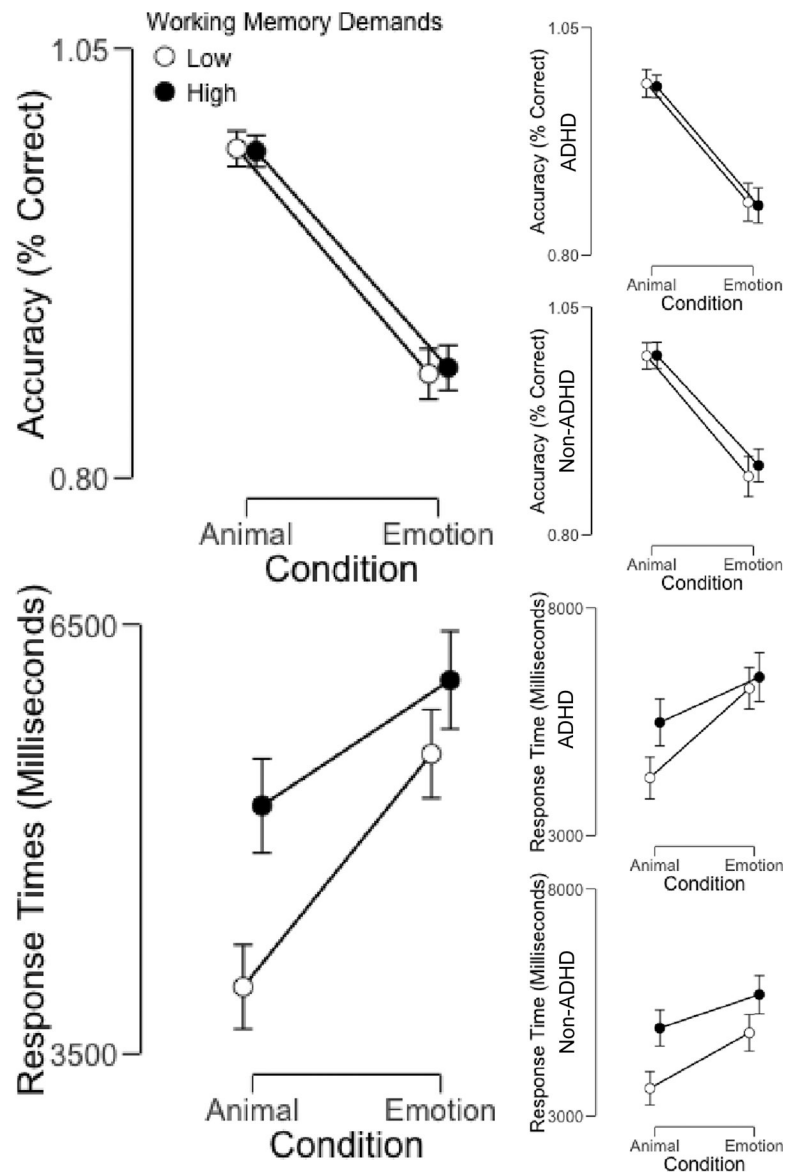 Working Memory Demands
Low
High
1.05
Accuracy (% Correct)
0.80
Animal
Emotion
Condition
1.05
Accuracy (% Correct)
ADHD
0.80
Animal
Emotion
Condition
1.05
Accuracy (% Correct)
Non-ADHD
0.80
Animal
Emotion
Condition
6500
Response Times (Milliseconds)
3500
Animal
Emotion
Condition
8000
Response Time (Milliseconds)
ADHD
3000
Animal
Emotion
Condition
8000
Response Time (Milliseconds)
Non-ADHD
3000
Animal
Emotion
Condition